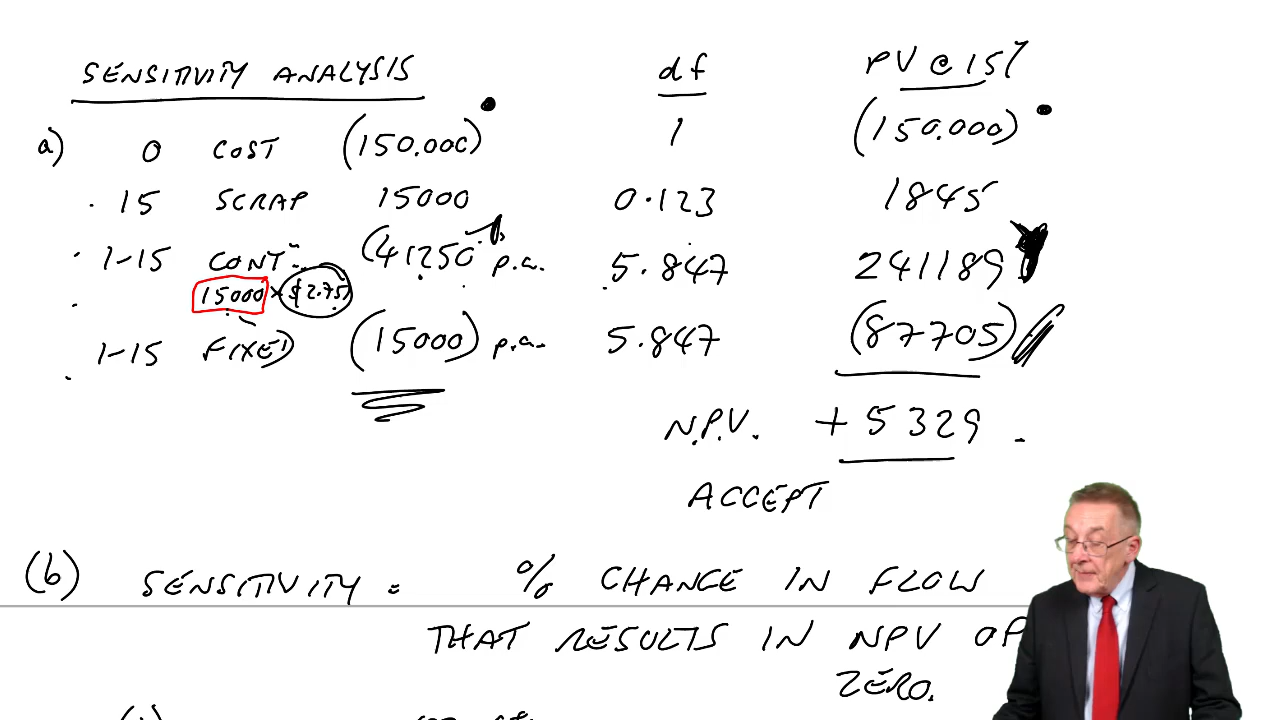 SENSITIVITY ANALYSIS df PV @ 15%
a) 0 COST (150.000) 1 (150.000)
15 SCRAP 15000 0.123 1845
1-15 CONT: (41250 p.a. 5.847 241189
15000 × $2.75
1-15 FIXED (15000) p.a. 5.847 (87705)
N.P.V. + 5329
ACCEPT
(b) SENSITIVITY = % CHANGE IN FLOW
THAT RESULTS IN NPV OF
ZERO.